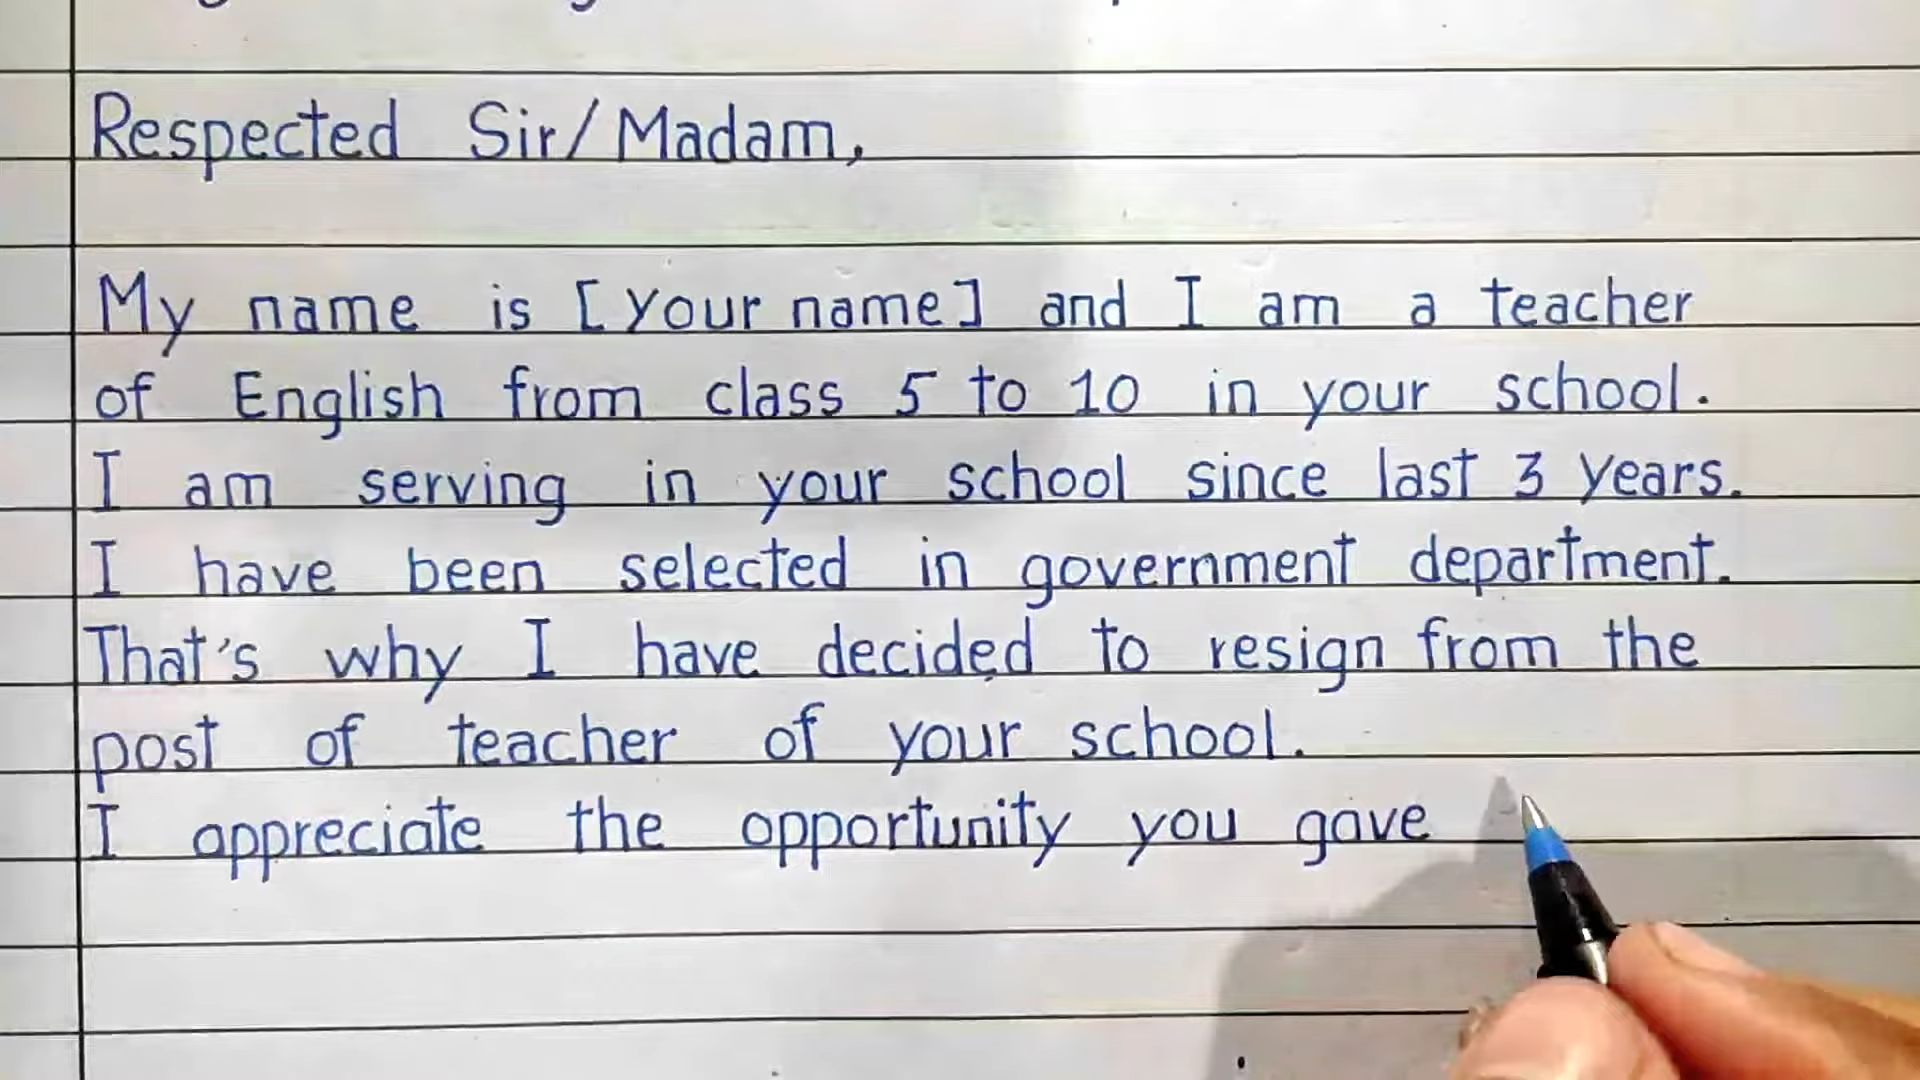 Respected Sir/Madam,
My name is [your name] and I am a teacher
of English from class 5 to 10 in your school.
I am serving in your school since last 3 years.
I have been selected in government department.
That's why I have decided to resign from the
post of teacher of your school.
I appreciate the opportunity you gave